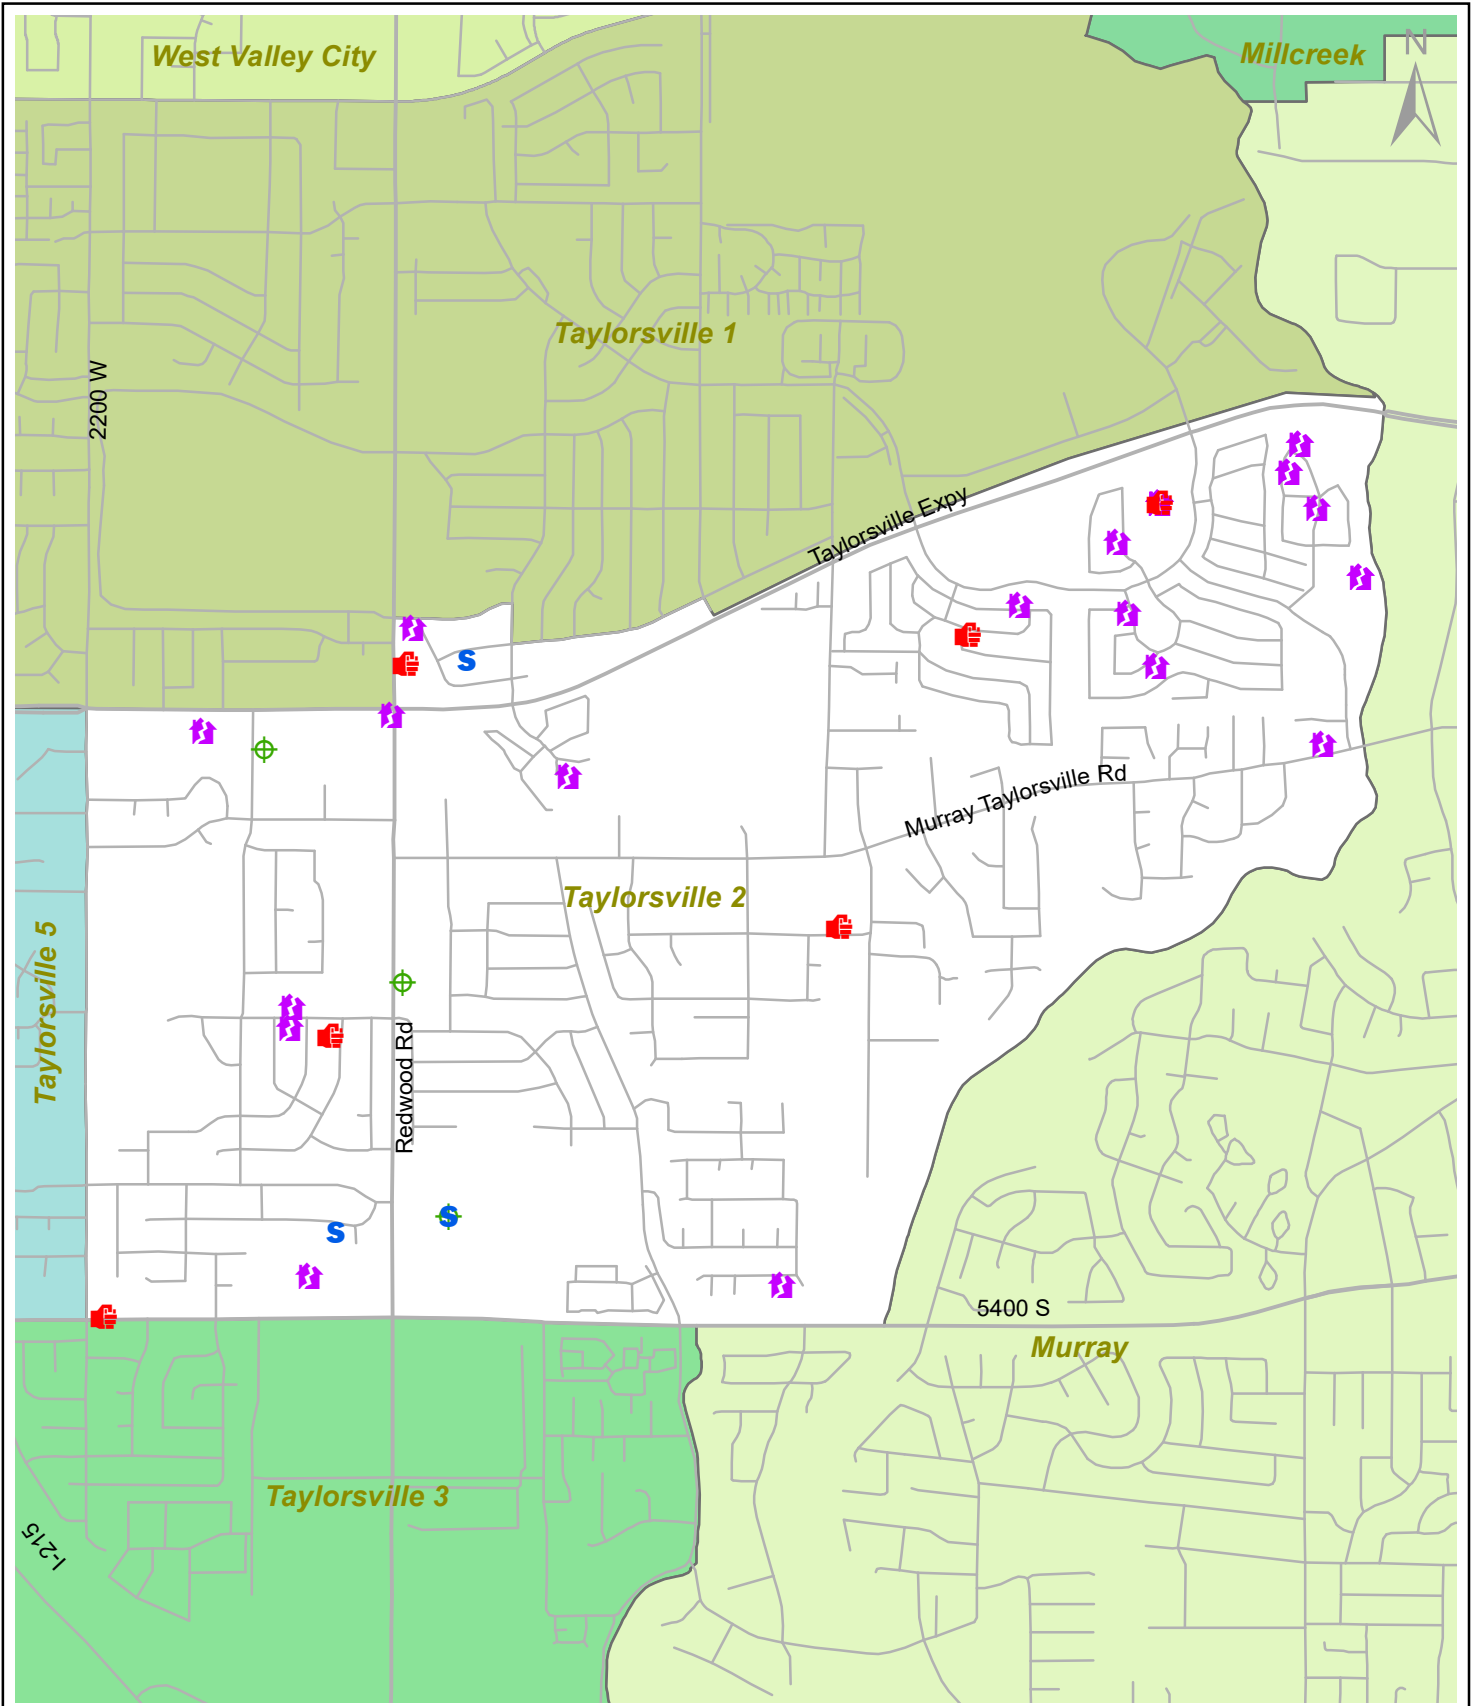 West Valley City
Millcreek
N
Taylorsville 1
2200 W
Taylorsville Expy
S
Murray Taylorsville Rd
Taylorsville 2
Taylorsville 5
Redwood Rd
S
S
5400 S
Murray
Taylorsville 3
I-215